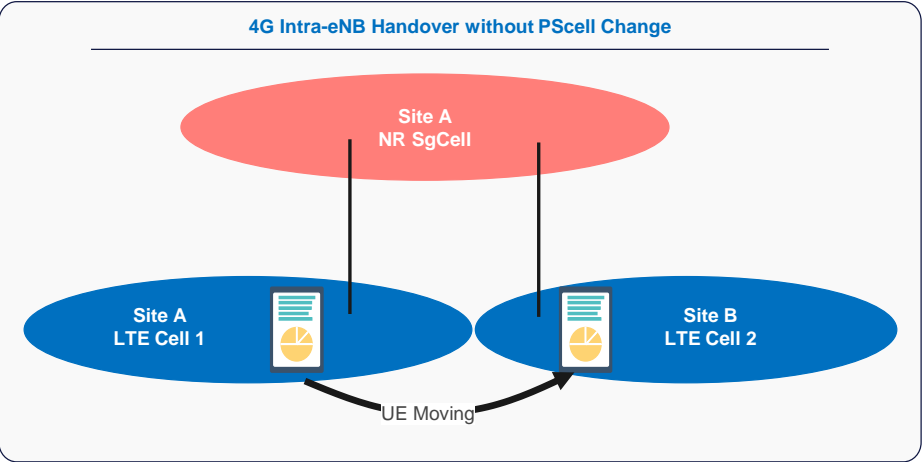 4G Intra-eNB Handover without PScell Change
Site A
NR SgCell
Site A
LTE Cell 1
Site B
LTE Cell 2
UE Moving